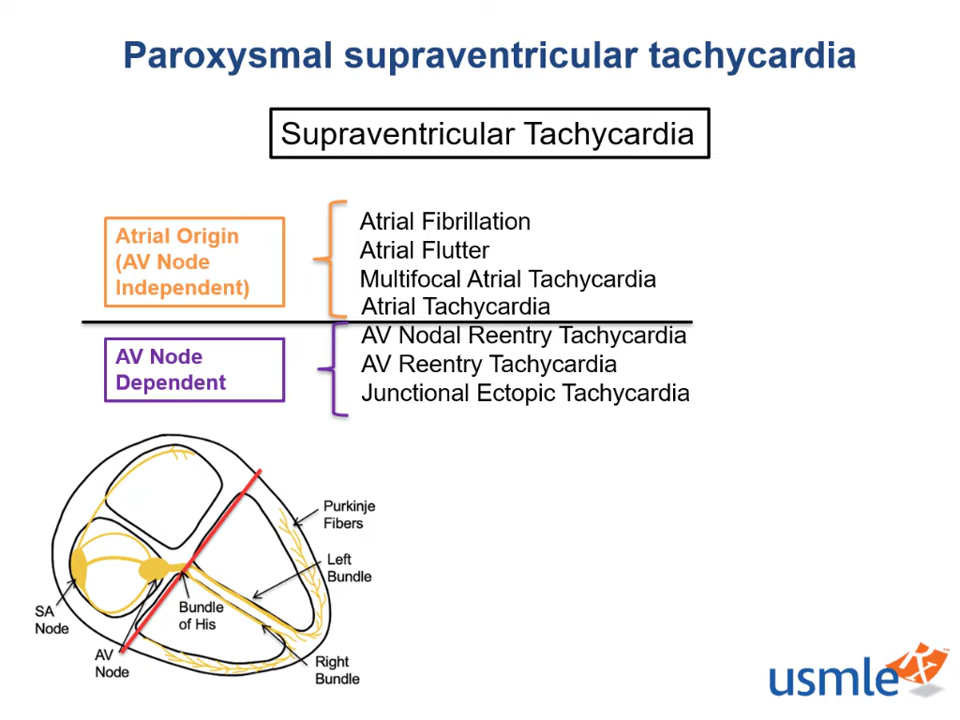 Paroxysmal supraventricular tachycardia
Supraventricular Tachycardia
Atrial Origin
(AV Node
Independent)
Atrial Fibrillation
Atrial Flutter
Multifocal Atrial Tachycardia
Atrial Tachycardia
AV Node
Dependent
AV Nodal Reentry Tachycardia
AV Reentry Tachycardia
Junctional Ectopic Tachycardia
Purkinje
Fibers
Left
Bundle
SA
Node
Bundle
of His
AV
Node
Right
Bundle
usmle